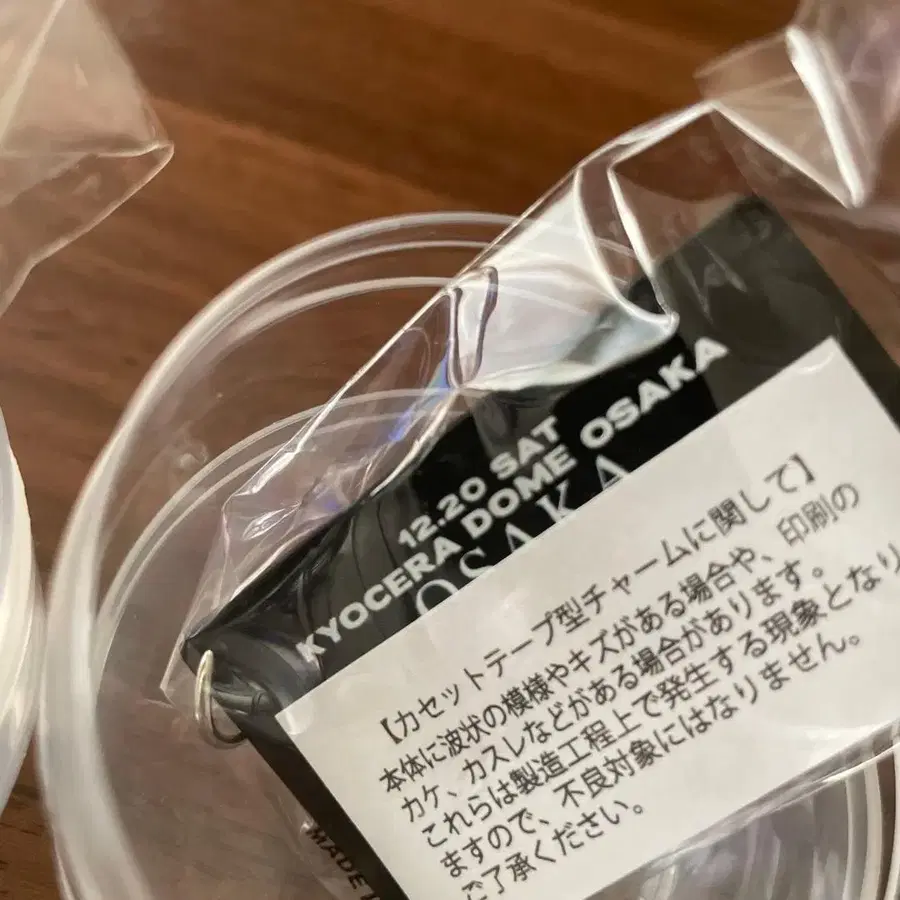 12.20 SAT
KYOCERA DOME OSAKA
OSAKA
【カセットテープ型チャームに関して】
本体に波状の模様やキズがある場合や、印刷の
カケ、カスレなどがある場合があります。
これらは製造工程上で発生する現象となり
ますので、不良対象にはなりません。
ご了承ください。
MADE